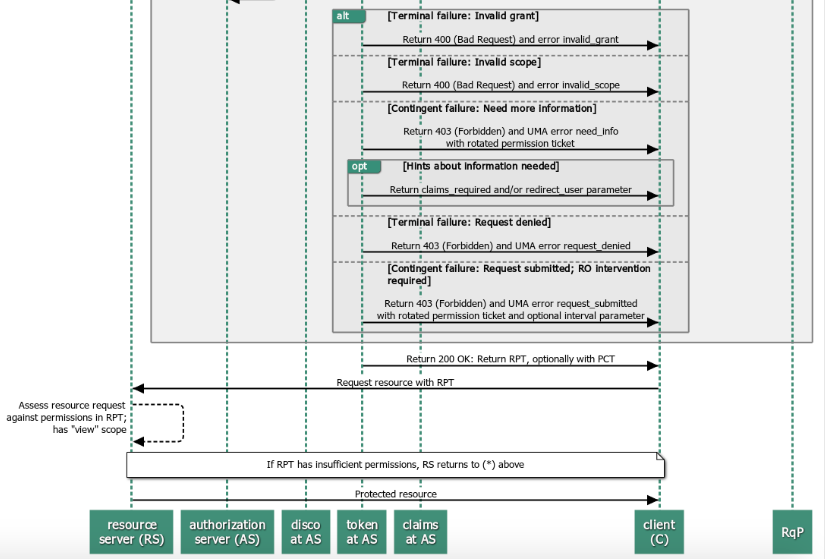 alt
[Terminal failure: Invalid grant]
Return 400 (Bad Request) and error invalid_grant
[Terminal failure: Invalid scope]
Return 400 (Bad Request) and error invalid_scope
[Contingent failure: Need more information]
Return 403 (Forbidden) and UMA error need_info
with rotated permission ticket
opt
[Hints about information needed]
Return claims_required and/or redirect_user parameter
[Terminal failure: Request denied]
Return 403 (Forbidden) and UMA error request_denied
[Contingent failure: Request submitted; RO intervention
required]
Return 403 (Forbidden) and UMA error request_submitted
with rotated permission ticket and optional interval parameter
Return 200 OK: Return RPT, optionally with PCT
Request resource with RPT
Assess resource request
against permissions in RPT;
has "view" scope
If RPT has insufficient permissions, RS returns to (*) above
Protected resource
resource
server (RS)
authorization
server (AS)
disco
at AS
token
at AS
claims
at AS
client
(C)
RqP